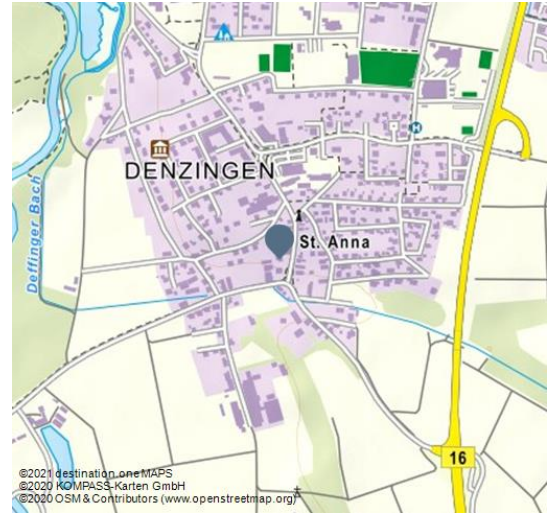 H
DENZINGEN
St. Anna
Deffinger Bach
16
©2021 destination.one MAPS
©2020 KOMPASS-Karten GmbH
©2020 OSM & Contributors (www.openstreetmap.org)